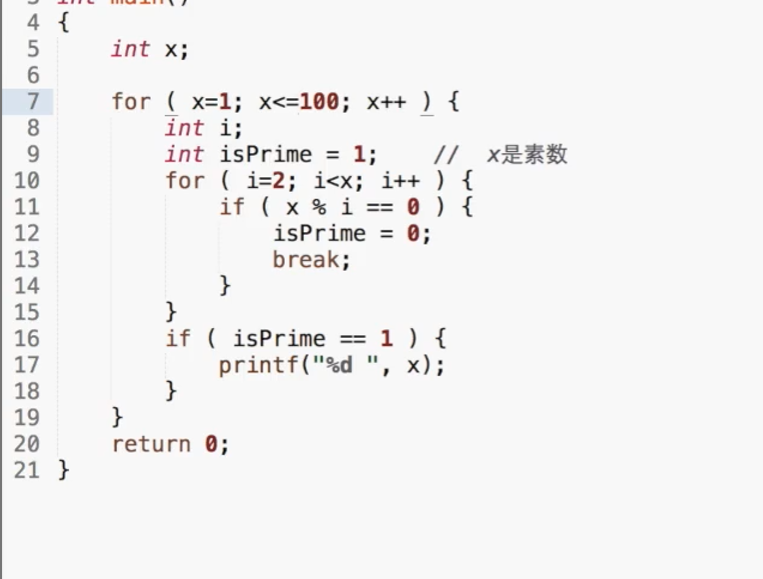 3 int main()
4 {
5     int x;
6
7     for ( x=1; x<=100; x++ ) {
8         int i;
9         int isPrime = 1;    //  x是素数
10         for ( i=2; i<x; i++ ) {
11             if ( x % i == 0 ) {
12                 isPrime = 0;
13                 break;
14             }
15         }
16         if ( isPrime == 1 ) {
17             printf("%d ", x);
18         }
19     }
20     return 0;
21 }